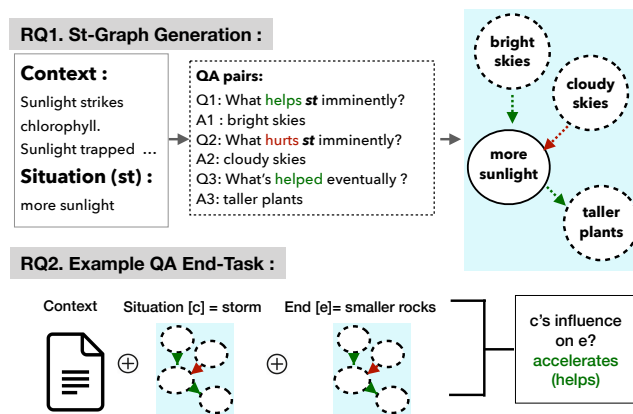 RQ1. St-Graph Generation :
Context :
Sunlight strikes
chlorophyll.
Sunlight trapped ...
Situation (st) :
more sunlight
QA pairs:
Q1: What helps st imminently?
A1 : bright skies
Q2: What hurts st imminently?
A2: cloudy skies
Q3: What's helped eventually ?
A3: taller plants
bright
skies
cloudy
skies
more
sunlight
taller
plants
RQ2. Example QA End-Task :
Context
Situation [c] = storm
End [e]= smaller rocks
c's influence
on e?
accelerates
(helps)